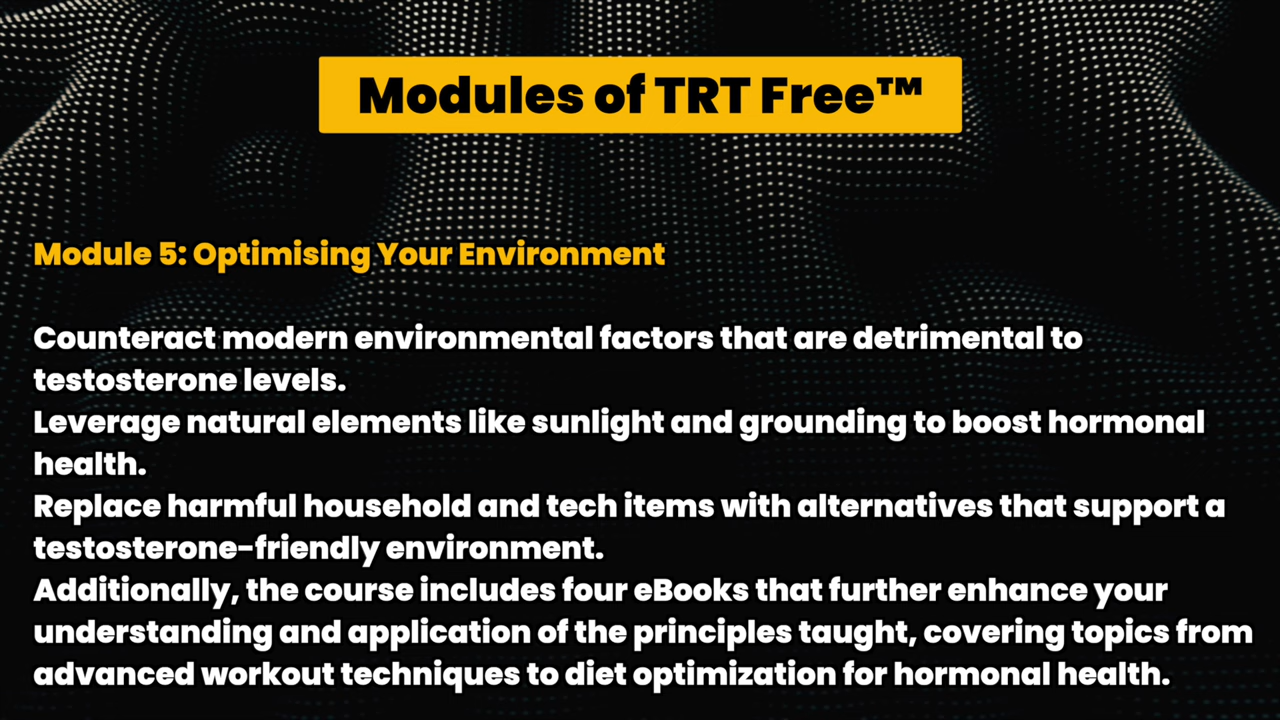 Modules of TRT Free™
Module 5: Optimising Your Environment
Counteract modern environmental factors that are detrimental to
testosterone levels.
Leverage natural elements like sunlight and grounding to boost hormonal
health.
Replace harmful household and tech items with alternatives that support a
testosterone-friendly environment.
Additionally, the course includes four eBooks that further enhance your
understanding and application of the principles taught, covering topics from
advanced workout techniques to diet optimization for hormonal health.